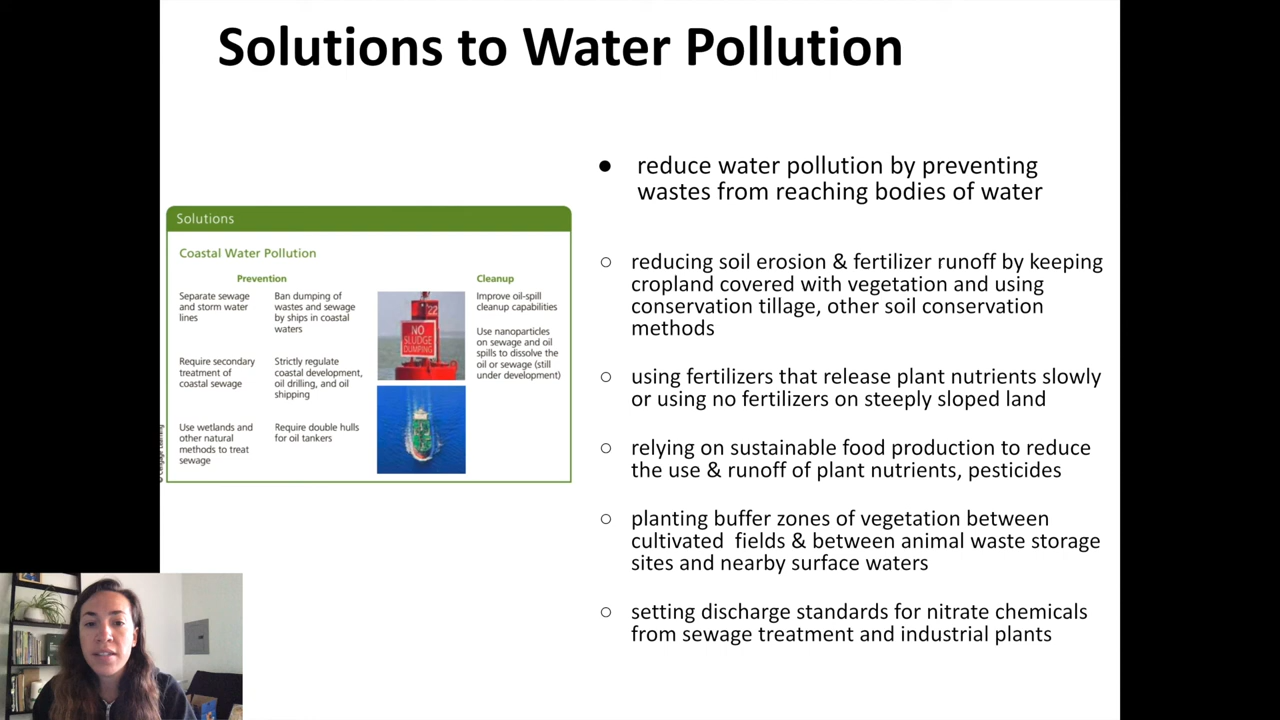 Solutions to Water Pollution
Solutions
Coastal Water Pollution
Prevention
Separate sewage
and storm water
lines
Require secondary
treatment of
coastal sewage
Use wetlands and
other natural
methods to treat
sewage
Ban dumping of
wastes and sewage
by ships in coastal
waters
Strictly regulate
coastal development,
oil drilling, and oil
shipping
Require double hulls
for oil tankers
22
NO
SLUDGE
DUMPING
Cleanup
Improve oil-spill
cleanup capabilities
Use nanoparticles
on sewage and oil
spills to dissolve the
oil or sewage (still
under development)
● reduce water pollution by preventing
wastes from reaching bodies of water
○ reducing soil erosion & fertilizer runoff by keeping
cropland covered with vegetation and using
conservation tillage, other soil conservation
methods
○ using fertilizers that release plant nutrients slowly
or using no fertilizers on steeply sloped land
○ relying on sustainable food production to reduce
the use & runoff of plant nutrients, pesticides
○ planting buffer zones of vegetation between
cultivated fields & between animal waste storage
sites and nearby surface waters
○ setting discharge standards for nitrate chemicals
from sewage treatment and industrial plants